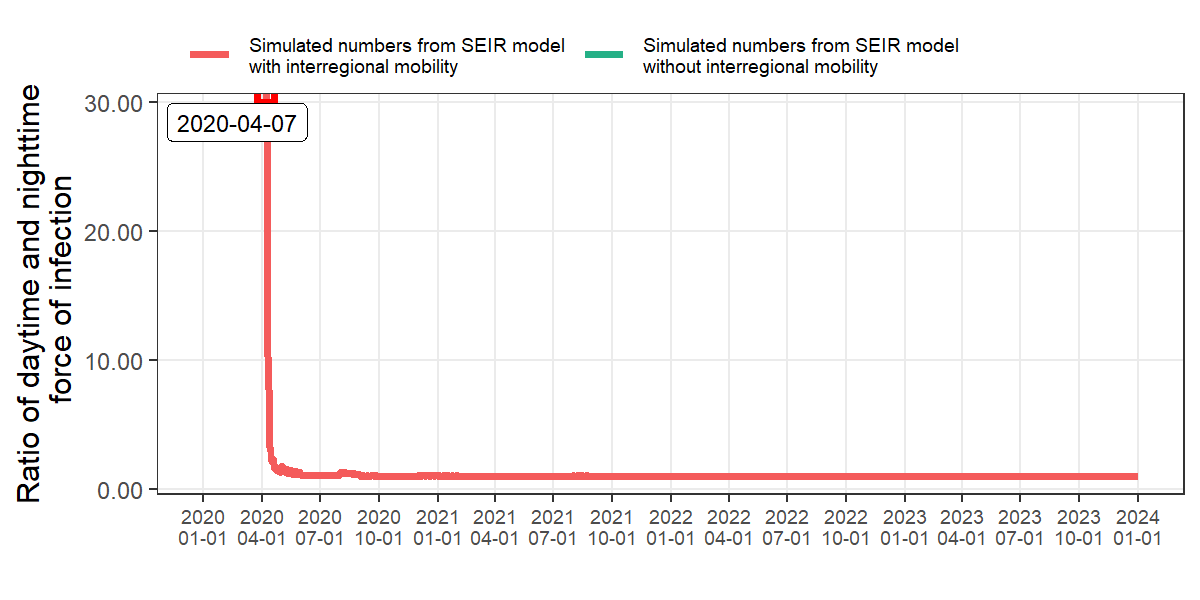 Simulated numbers from SEIR model
with interregional mobility
Simulated numbers from SEIR model
without interregional mobility
Ratio of daytime and nighttime
force of infection
30.00
20.00
10.00
0.00
2020-04-07
2020 2020 2020 2020 2021 2021 2021 2021 2022 2022 2022 2022 2023 2023 2023 2023 2024
01-01 04-01 07-01 10-01 01-01 04-01 07-01 10-01 01-01 04-01 07-01 10-01 01-01 04-01 07-01 10-01 01-01